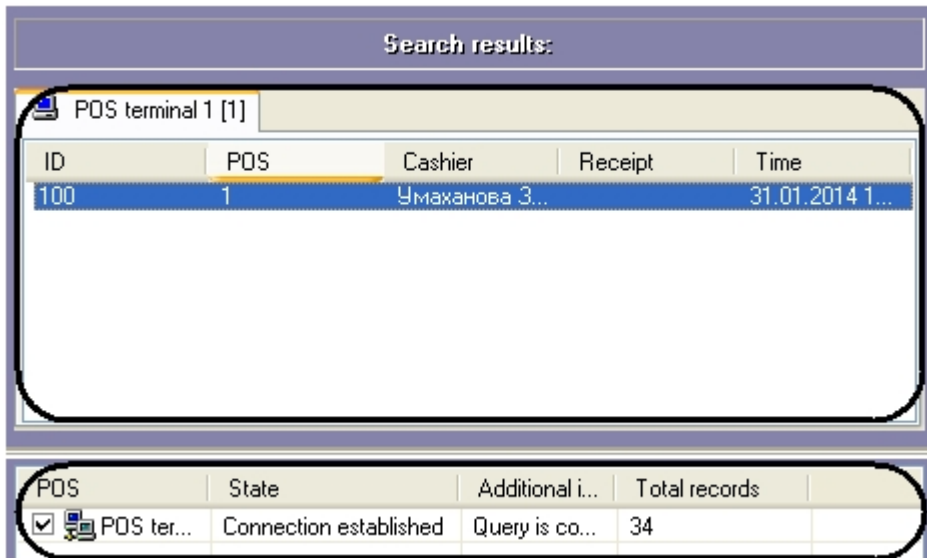 Search results:
POS terminal 1 [1]
ID POS Cashier Receipt Time
100 1 Умаханова З... 31.01.2014 1...
POS State Additional i... Total records
POS ter... Connection established Query is co... 34